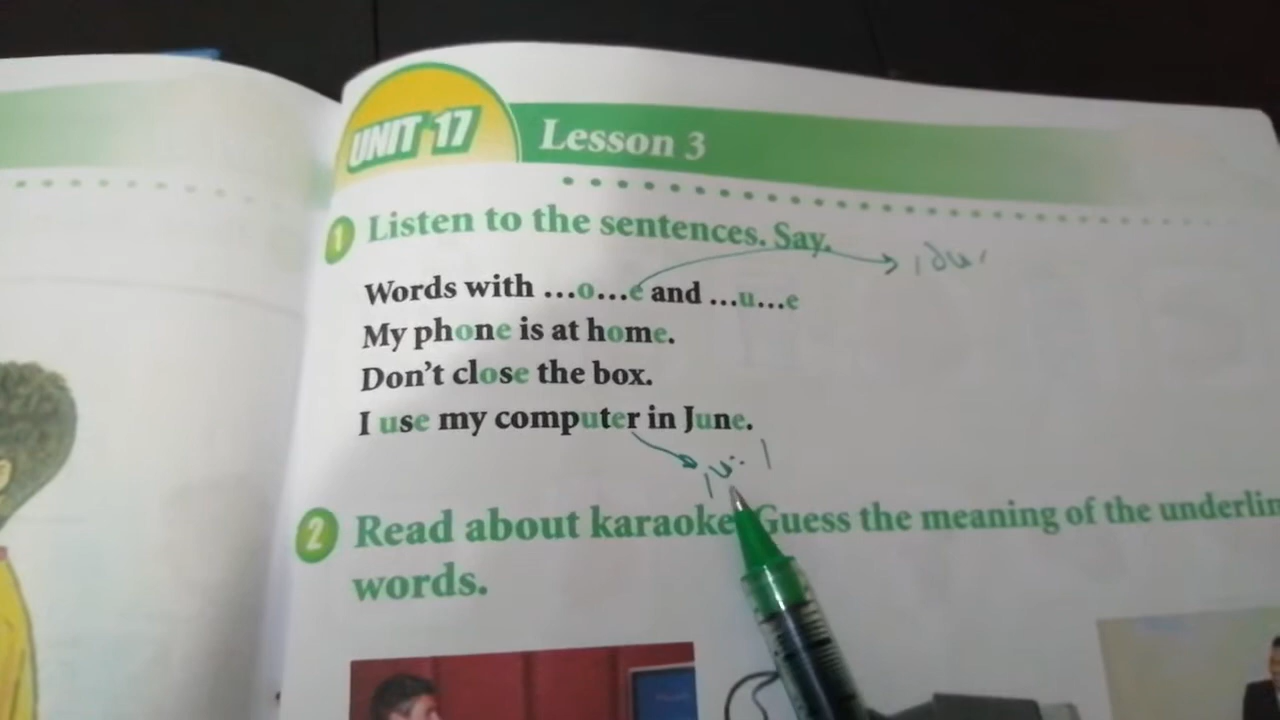 UNIT 17
Lesson 3
1 Listen to the sentences. Say.
Words with ...o...e and ...u...e
My phone is at home.
Don't close the box.
I use my computer in June.
2 Read about karaoke. Guess the meaning of the underlin
words.